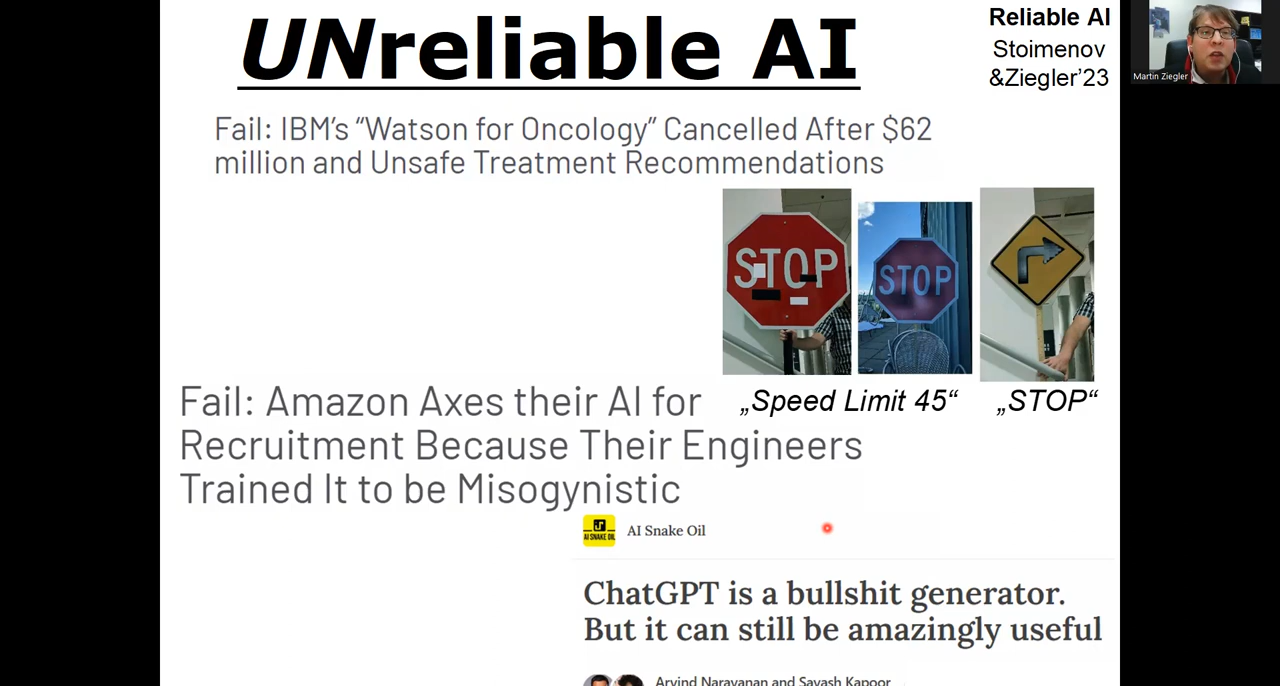 UNreliable AI
Reliable AI
Stoimenov
&Ziegler’23
Martin Ziegler
Fail: IBM’s “Watson for Oncology” Cancelled After $62
million and Unsafe Treatment Recommendations
STOP
STOP
„Speed Limit 45“
„STOP“
Fail: Amazon Axes their AI for
Recruitment Because Their Engineers
Trained It to be Misogynistic
AI SNAKE OIL
AI Snake Oil
ChatGPT is a bullshit generator.
But it can still be amazingly useful
Arvind Narayanan and Sayash Kapoor